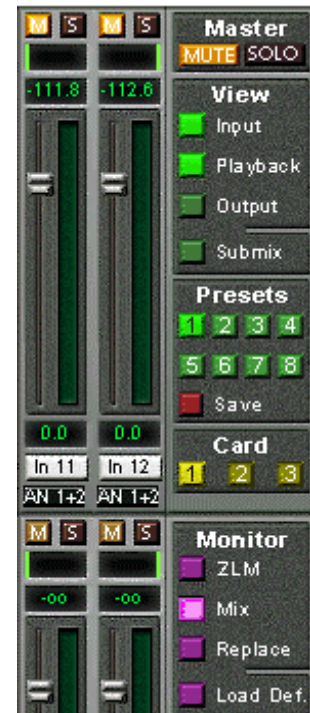 M S M S Master
MUTE SOLO
-111.8 -112.6 View
Input
Playback
Output
Submix
Presets
1 2 3 4
5 6 7 8
Save
0.0 0.0 Card
In 11 In 12 1 2 3
AN 1+2 AN 1+2
M S M S Monitor
ZLM
-oo -oo Mix
Replace
Load Def.